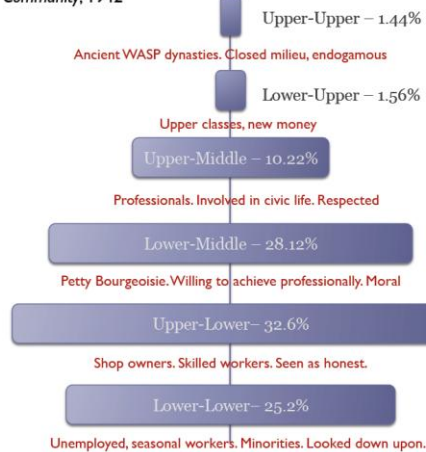 Community, 1942
Upper-Upper – 1.44%
Ancient WASP dynasties. Closed milieu, endogamous
Lower-Upper – 1.56%
Upper classes, new money
Upper-Middle – 10.22%
Professionals. Involved in civic life. Respected
Lower-Middle – 28.12%
Petty Bourgeoisie. Willing to achieve professionally. Moral
Upper-Lower – 32.6%
Shop owners. Skilled workers. Seen as honest.
Lower-Lower– 25.2%
Unemployed, seasonal workers. Minorities. Looked down upon.